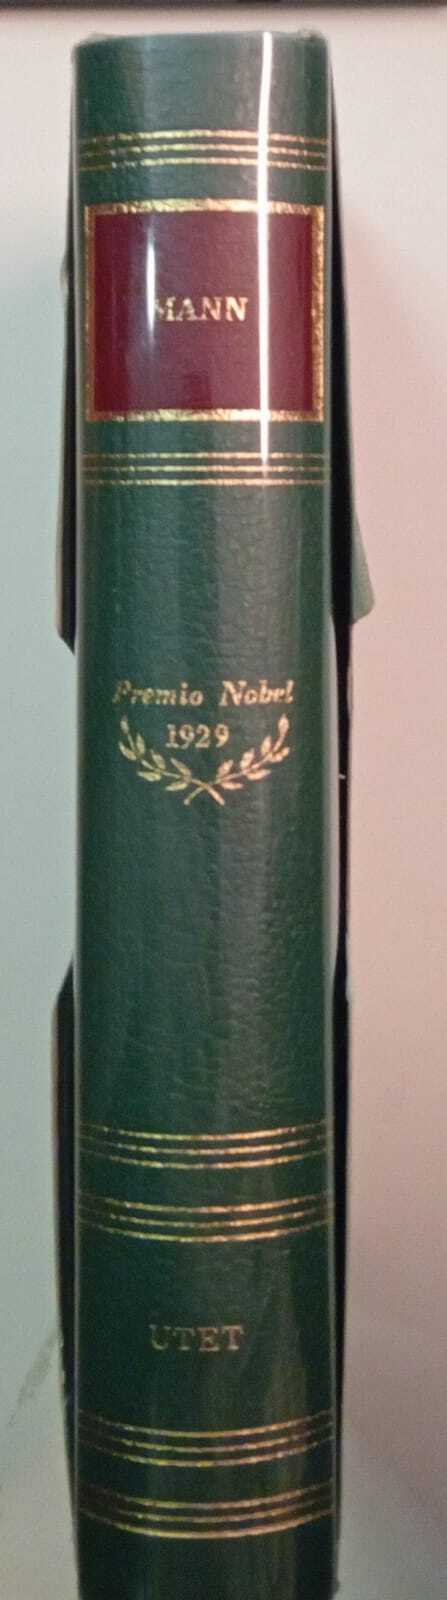 MANN
Premio Nobel
1929
UTET